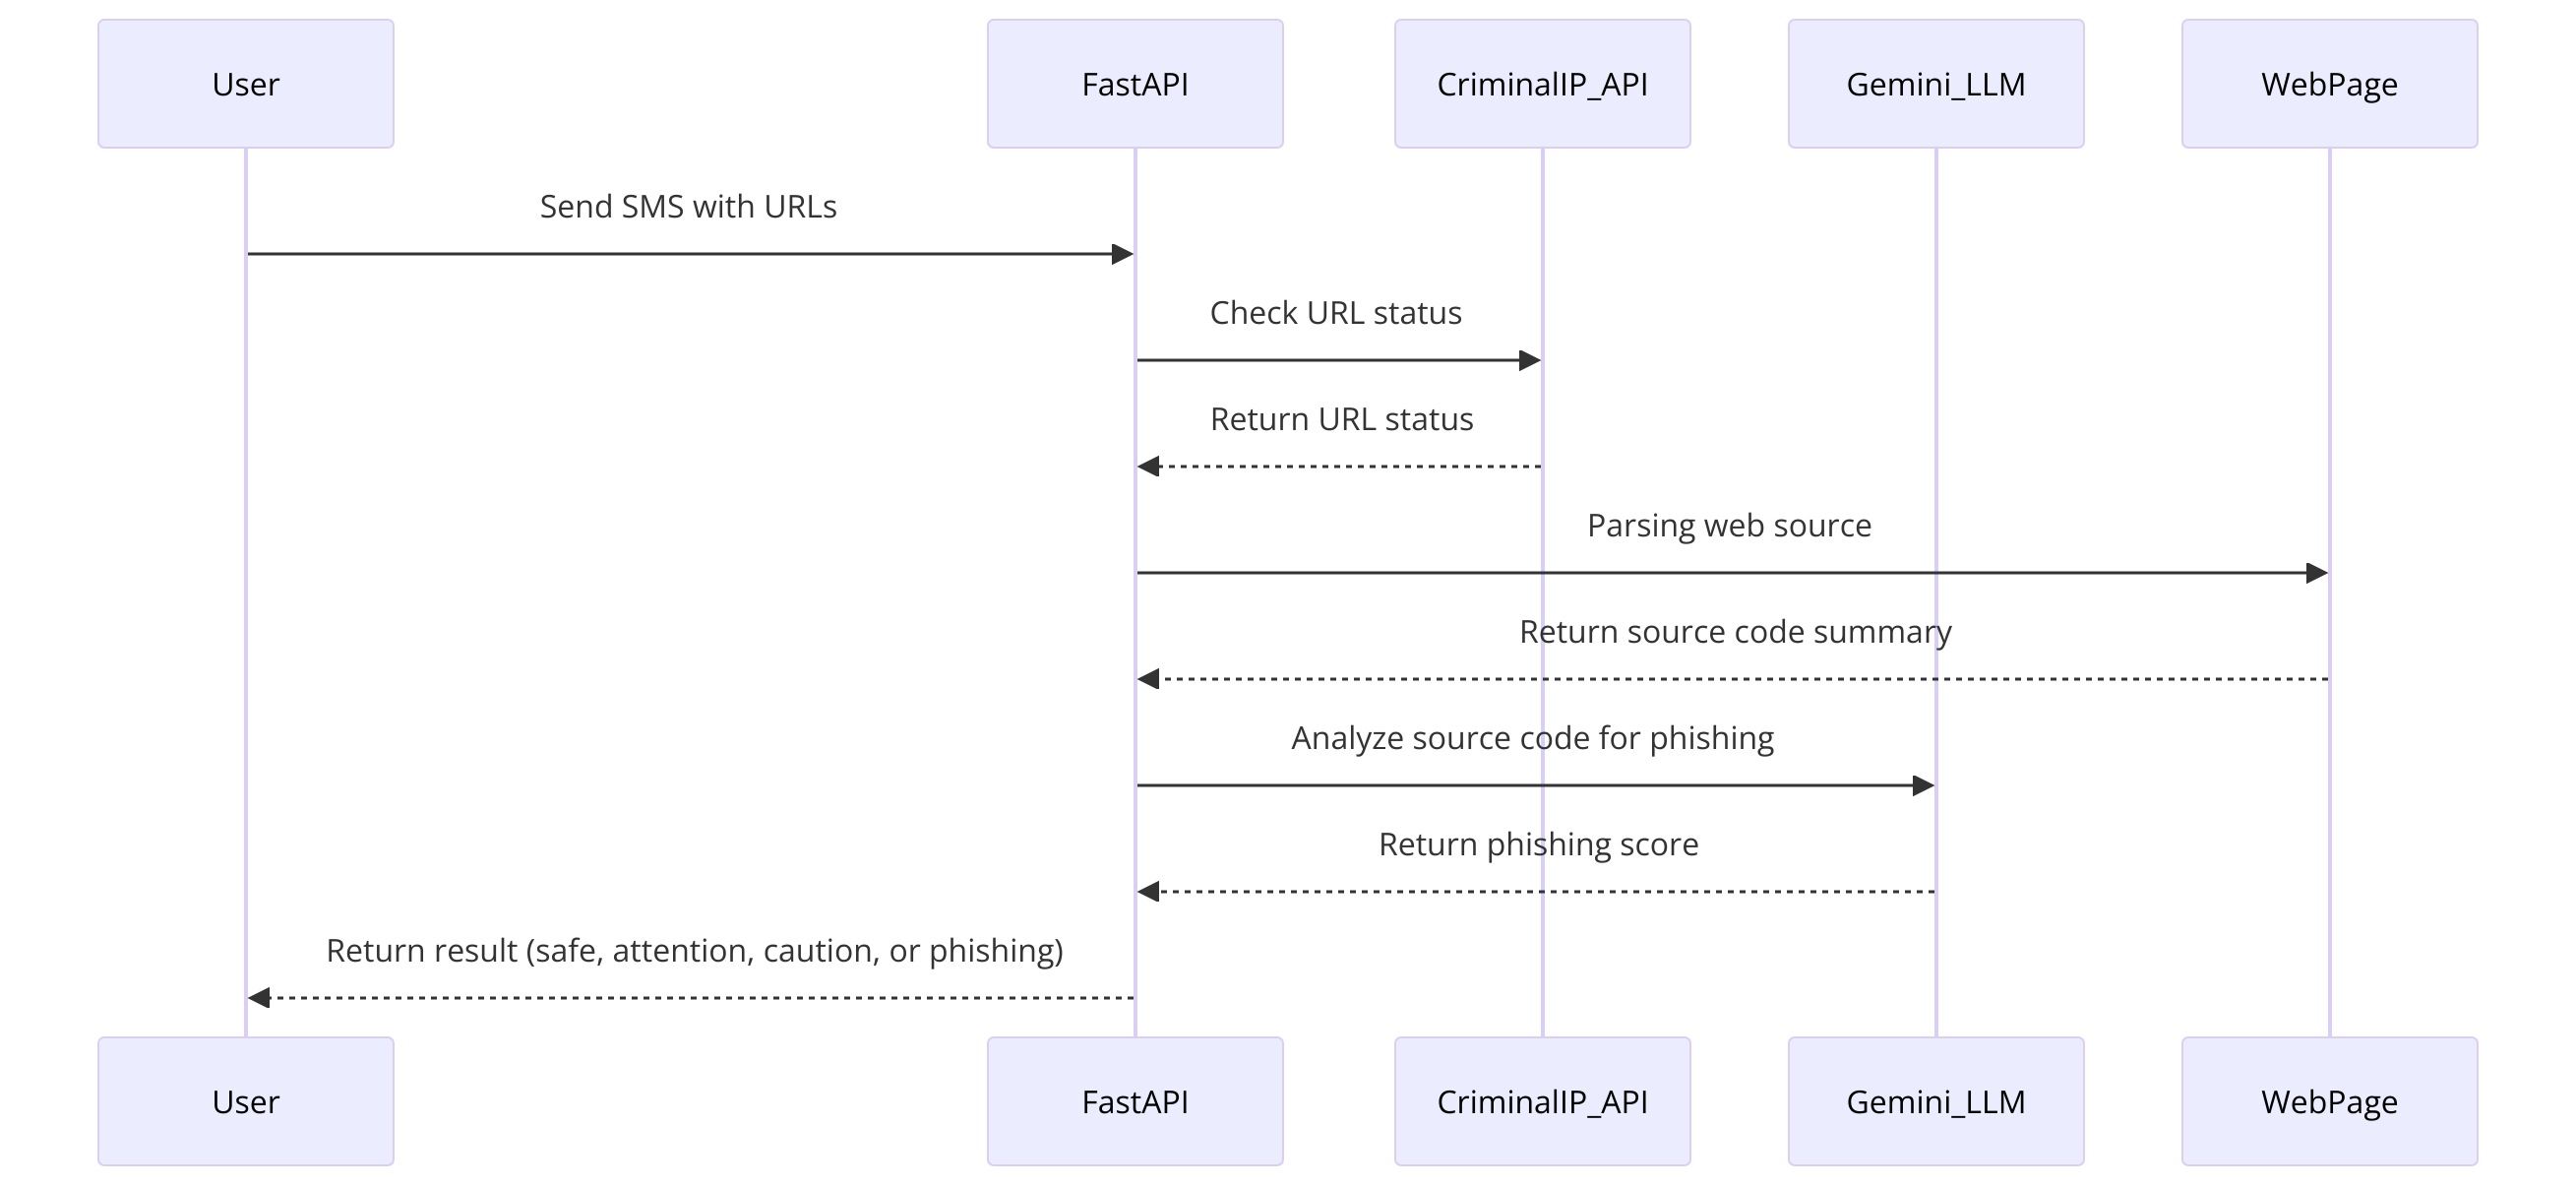 User
FastAPI
CriminalIP_API
Gemini_LLM
WebPage
Send SMS with URLs
Check URL status
Return URL status
Parsing web source
Return source code summary
Analyze source code for phishing
Return phishing score
Return result (safe, attention, caution, or phishing)
User
FastAPI
CriminalIP_API
Gemini_LLM
WebPage